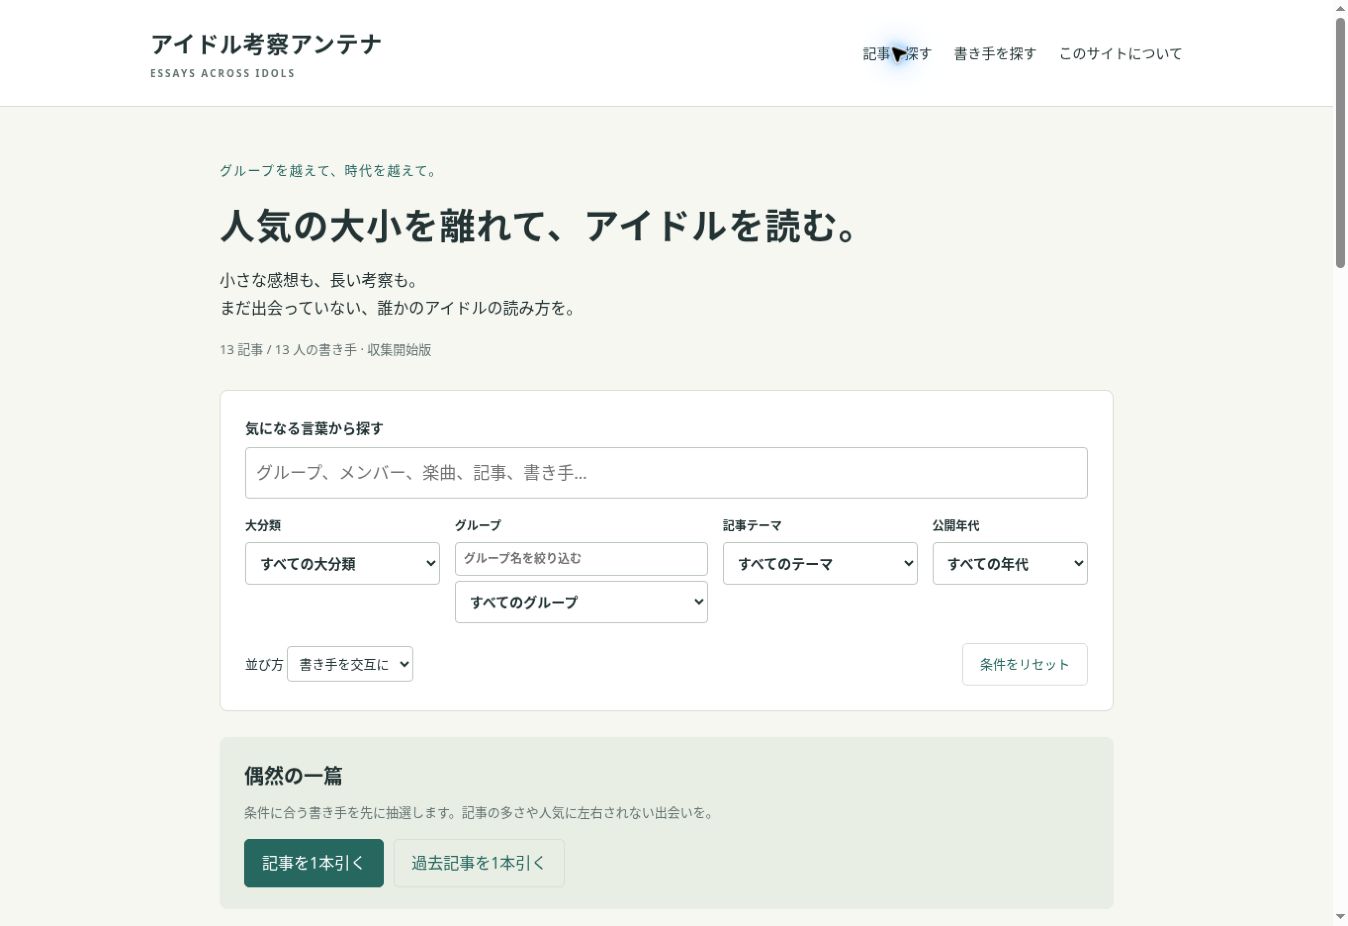 アイドル考察アンテナ
ESSAYS ACROSS IDOLS
記事を探す 書き手を探す このサイトについて
グループを越えて、時代を越えて。
人気の大小を離れて、アイドルを読む。
小さな感想も、長い考察も。
まだ出会っていない、誰かのアイドルの読み方を。
13 記事 / 13 人の書き手 · 収集開始版
気になる言葉から探す
グループ、メンバー、楽曲、記事、書き手...
大分類 グループ 記事テーマ 公開年代
すべての大分類 グループ名を絞り込む すべてのテーマ すべての年代
すべてのグループ
並び方 書き手を交互に 条件をリセット
偶然の一篇
条件に合う書き手を先に抽選します。記事の多さや人気に左右されない出会いを。
記事を1本引く 過去記事を1本引く